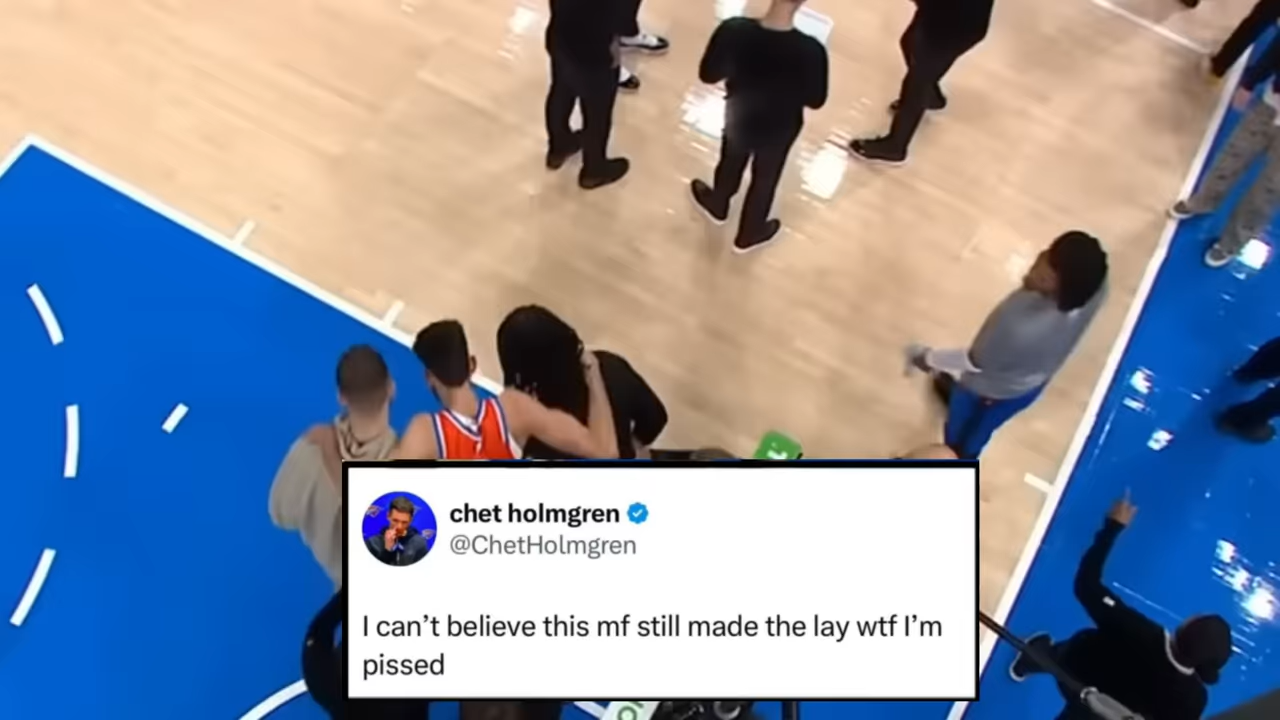 chet holmgren
@ChetHolmgren
I can’t believe this mf still made the lay wtf I’m
pissed